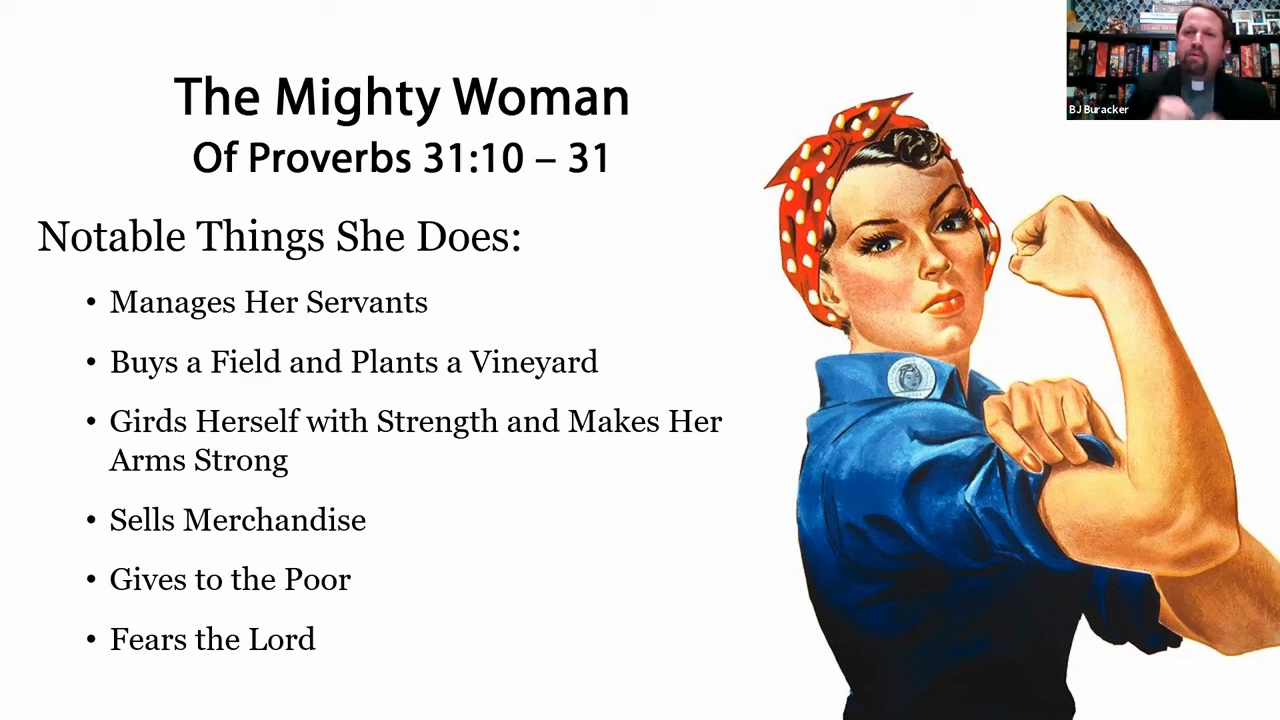 The Mighty Woman
Of Proverbs 31:10 – 31
Notable Things She Does:
• Manages Her Servants
• Buys a Field and Plants a Vineyard
• Girds Herself with Strength and Makes Her
Arms Strong
• Sells Merchandise
• Gives to the Poor
• Fears the Lord
BJ Buracker